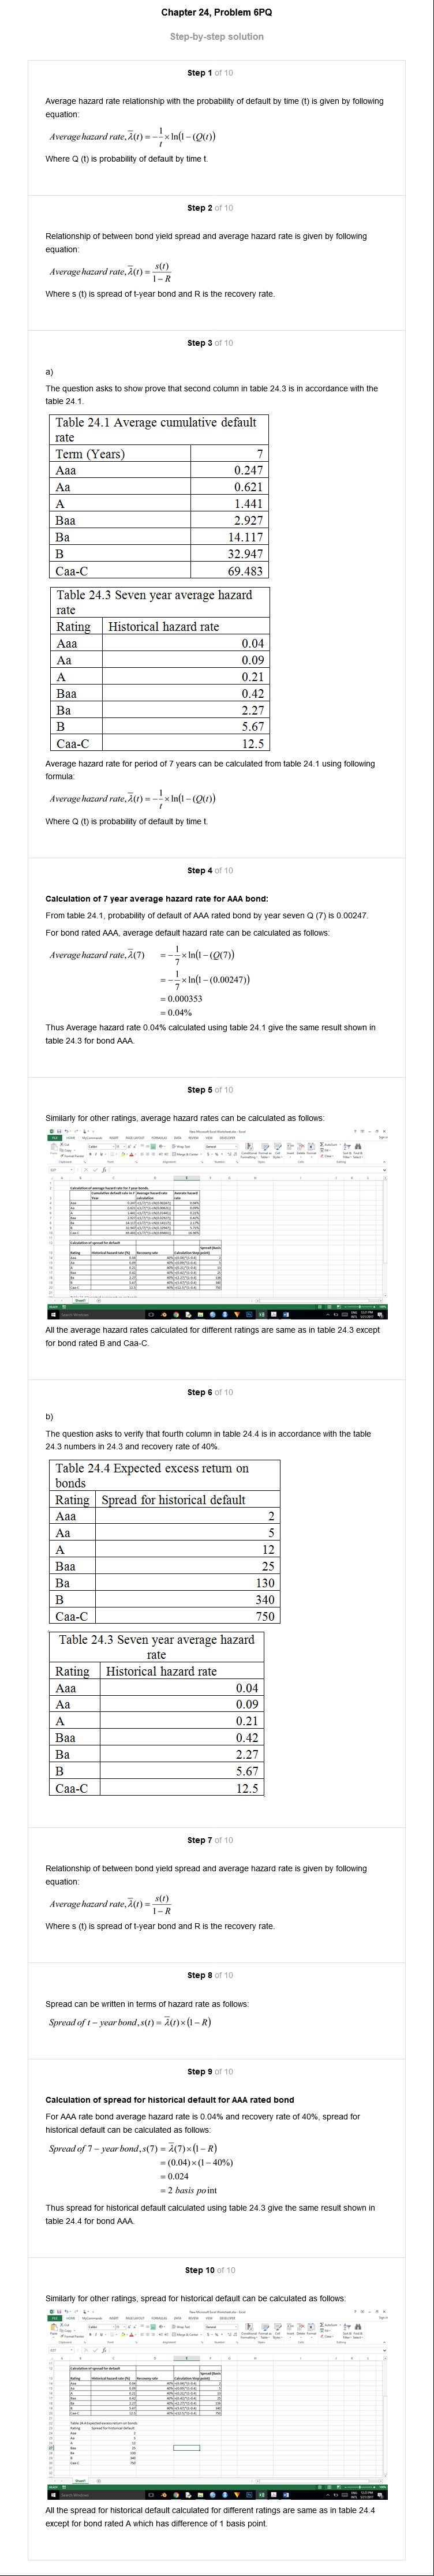 Chapter 24, Problem 6PQ
Step-by-step solution
Step 1 of 10
Average hazard rate relationship with the probability of default by time (t) is given by following
equation:
Average hazard rate, λ̅(t) = −1/t × ln(1−(Q(t))
Where Q (t) is probability of default by time t.
Step 2 of 10
Relationship of between bond yield spread and average hazard rate is given by following
equation:
Average hazard rate, λ̅(t) = s(t)/1−R
Where s (t) is spread of t-year bond and R is the recovery rate.
Step 3 of 10
a)
The question asks to show prove that second column in table 24.3 is in accordance with the
table 24.1.
Table 24.1 Average cumulative default
rate
Term (Years) 7
Aaa 0.247
Aa 0.621
A 1.441
Baa 2.927
Ba 14.117
B 32.947
Caa-C 69.483
Table 24.3 Seven year average hazard
rate
Rating Historical hazard rate
Aaa 0.04
Aa 0.09
A 0.21
Baa 0.42
Ba 2.27
B 5.67
Caa-C 12.5
Average hazard rate for period of 7 years can be calculated from table 24.1 using following
formula:
Average hazard rate, λ̅(t) = −1/t × ln(1−(Q(t))
Where Q (t) is probability of default by time t.
Step 4 of 10
Calculation of 7 year average hazard rate for AAA bond:
From table 24.1, probability of default of AAA rated bond by year seven Q (7) is 0.00247.
For bond rated AAA, average default hazard rate can be calculated as follows:
Average hazard rate, λ̅(7) = −1/7 × ln(1−(Q(7))
= −1/7 × ln(1−(0.00247))
= 0.000353
= 0.04%
Thus Average hazard rate 0.04% calculated using table 24.1 give the same result shown in
table 24.3 for bond AAA.
Step 5 of 10
Similarly for other ratings, average hazard rates can be calculated as follows:
All the average hazard rates calculated for different ratings are same as in table 24.3 except
for bond rated B and Caa-C.
Step 6 of 10
b)
The question asks to verify that fourth column in table 24.4 is in accordance with the table
24.3 numbers in 24.3 and recovery rate of 40%.
Table 24.4 Expected excess return on
bonds
Rating Spread for historical default
Aaa 2
Aa 5
A 12
Baa 25
Ba 130
B 340
Caa-C 750
Table 24.3 Seven year average hazard
rate
Rating Historical hazard rate
Aaa 0.04
Aa 0.09
A 0.21
Baa 0.42
Ba 2.27
B 5.67
Caa-C 12.5
Step 7 of 10
Relationship of between bond yield spread and average hazard rate is given by following
equation:
Average hazard rate, λ̅(t) = s(t)/1−R
Where s (t) is spread of t-year bond and R is the recovery rate.
Step 8 of 10
Spread can be written in terms of hazard rate as follows:
Spread of t − year bond, s(t) = λ̅(t)×(1−R)
Step 9 of 10
Calculation of spread for historical default for AAA rated bond
For AAA rate bond average hazard rate is 0.04% and recovery rate of 40%, spread for
historical default can be calculated as follows:
Spread of 7 − year bond, s(7) = λ̅(7)×(1−R)
= (0.04)×(1−40%)
= 0.024
= 2 basis point
Thus spread for historical default calculated using table 24.3 give the same result shown in
table 24.4 for bond AAA.
Step 10 of 10
Similarly for other ratings, spread for historical default can be calculated as follows:
All the spread for historical default calculated for different ratings are same as in table 24.4
except for bond rated A which has difference of 1 basis point.